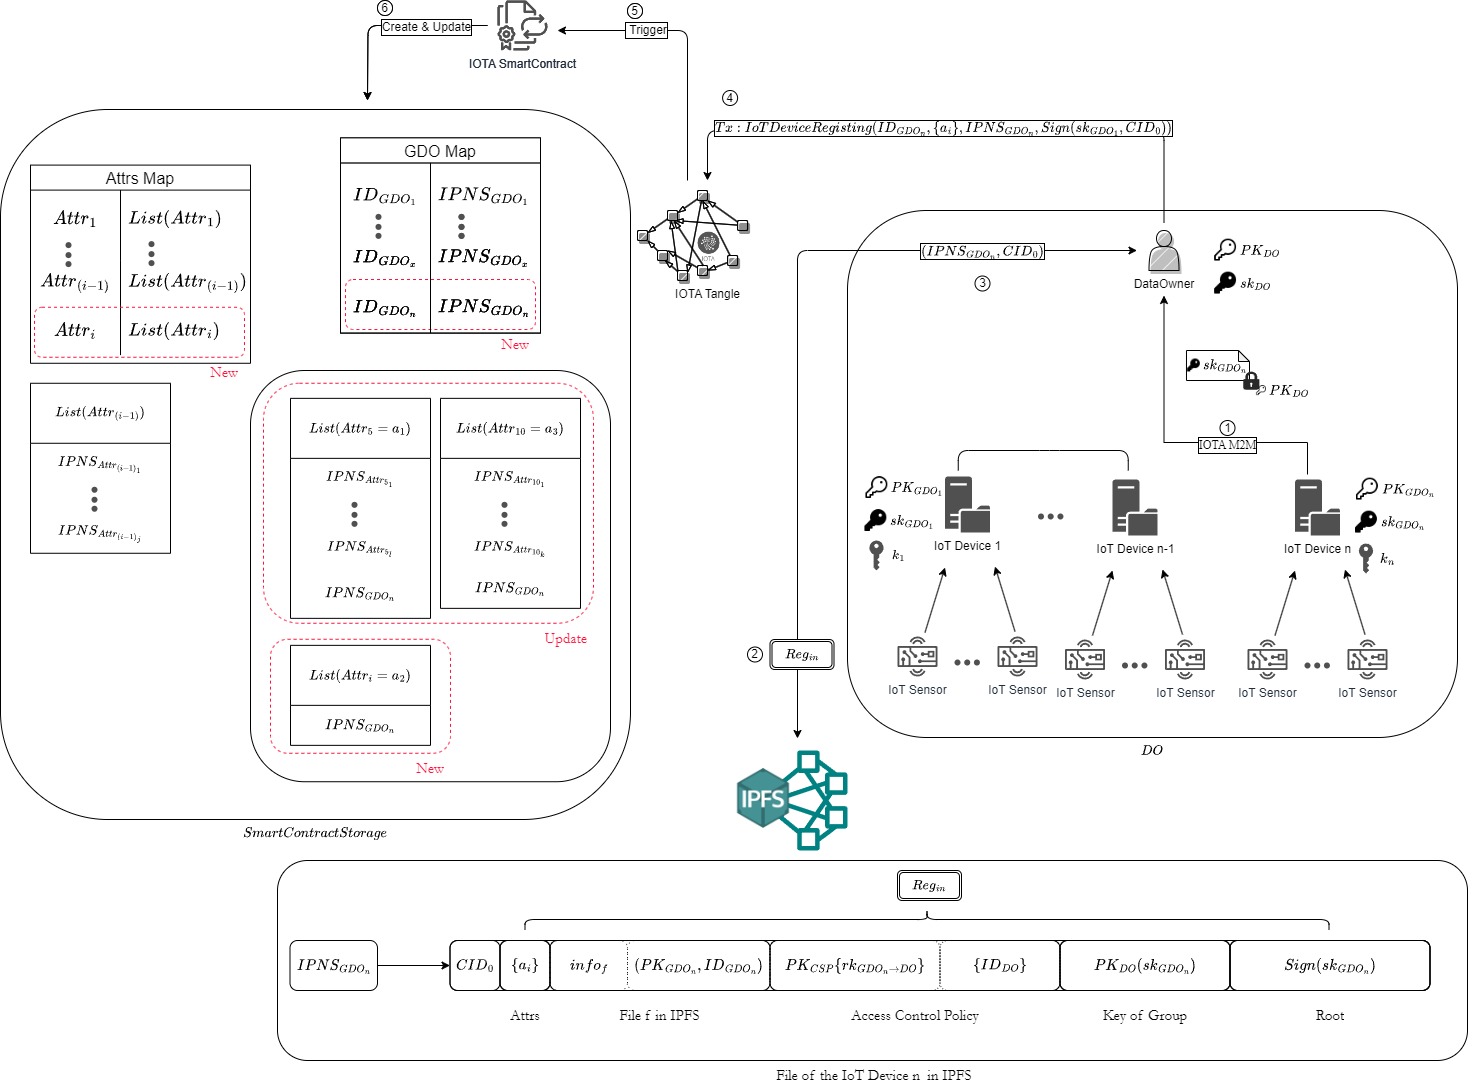 ⑥
Create & Update
IOTA SmartContract
⑤
Trigger
④
Tx : IoTDeviceRegisting(ID_{GDO_n}, {a_i}, IPNS_{GDO_n}, Sign(sk_{GDO_1}, CID_0))
IOTA
IOTA Tangle
GDO Map
ID_{GDO_1} IPNS_{GDO_1}
ID_{GDO_x} IPNS_{GDO_x}
ID_{GDO_n} IPNS_{GDO_n}
New
Attrs Map
Attr_1 List(Attr_1)
Attr_{(i-1)} List(Attr_{(i-1)})
Attr_i List(Attr_i)
New
List(Attr_{(i-1)})
IPNS_{Attr_{(i-1)_1}}
IPNS_{Attr_{(i-1)_j}}
List(Attr_5 = a_1)
IPNS_{Attr_{5_1}}
IPNS_{Attr_{5_l}}
IPNS_{GDO_n}
List(Attr_{10} = a_3)
IPNS_{Attr_{10_1}}
IPNS_{Attr_{10_k}}
IPNS_{GDO_n}
Update
List(Attr_i = a_2)
IPNS_{GDO_n}
New
SmartContractStorage
(IPNS_{GDO_n}, CID_0)
③
DataOwner
PK_{DO}
sk_{DO}
sk_{GDO_n}
PK_{DO}
①
IOTA M2M
PK_{GDO_1}
sk_{GDO_1}
k_1
IoT Device 1
IoT Device n-1
IoT Device n
PK_{GDO_n}
sk_{GDO_n}
k_n
IoT Sensor
IoT Sensor
IoT Sensor
IoT Sensor
IoT Sensor
IoT Sensor
DO
②
Reg_{in}
IPFS
Reg_{in}
IPNS_{GDO_n}
CID_0
{a_i}
info_f
(PK_{GDO_n}, ID_{GDO_n})
PK_{CSP}{rk_{GDO_n→DO}}
{ID_{DO}}
PK_{DO}(sk_{GDO_n})
Sign(sk_{GDO_n})
Attrs
File f in IPFS
Access Control Policy
Key of Group
Root
File of the IoT Device n in IPFS